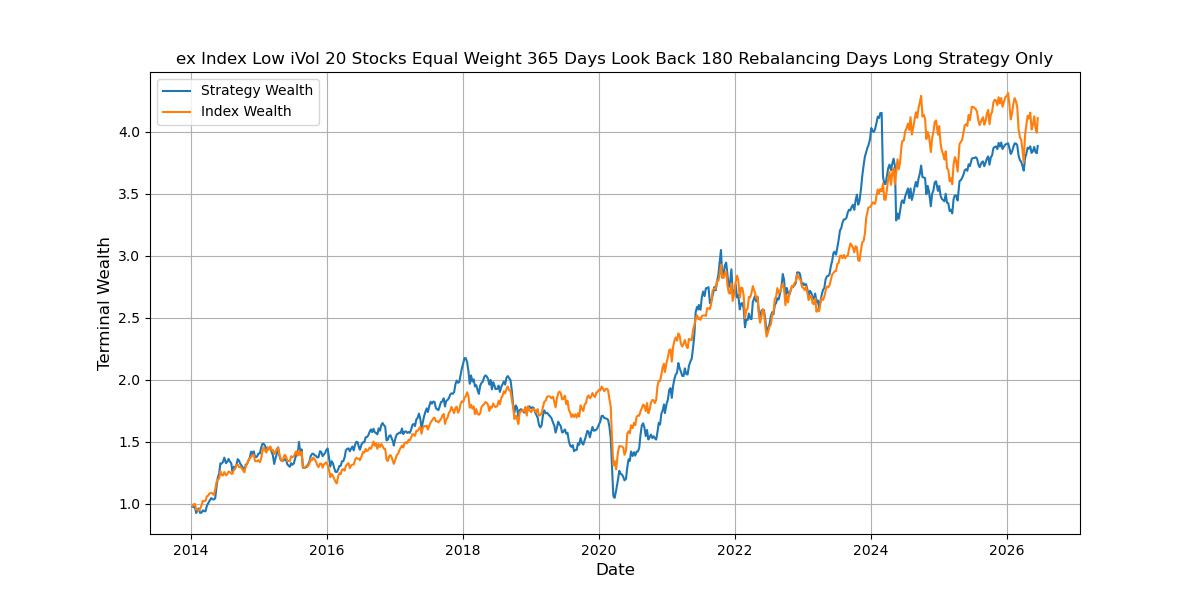 ex Index Low iVol 20 Stocks Equal Weight 365 Days Look Back 180 Rebalancing Days Long Strategy Only
Strategy Wealth
Index Wealth
Terminal Wealth
4.0
3.5
3.0
2.5
2.0
1.5
1.0
2014 2016 2018 2020 2022 2024 2026
Date